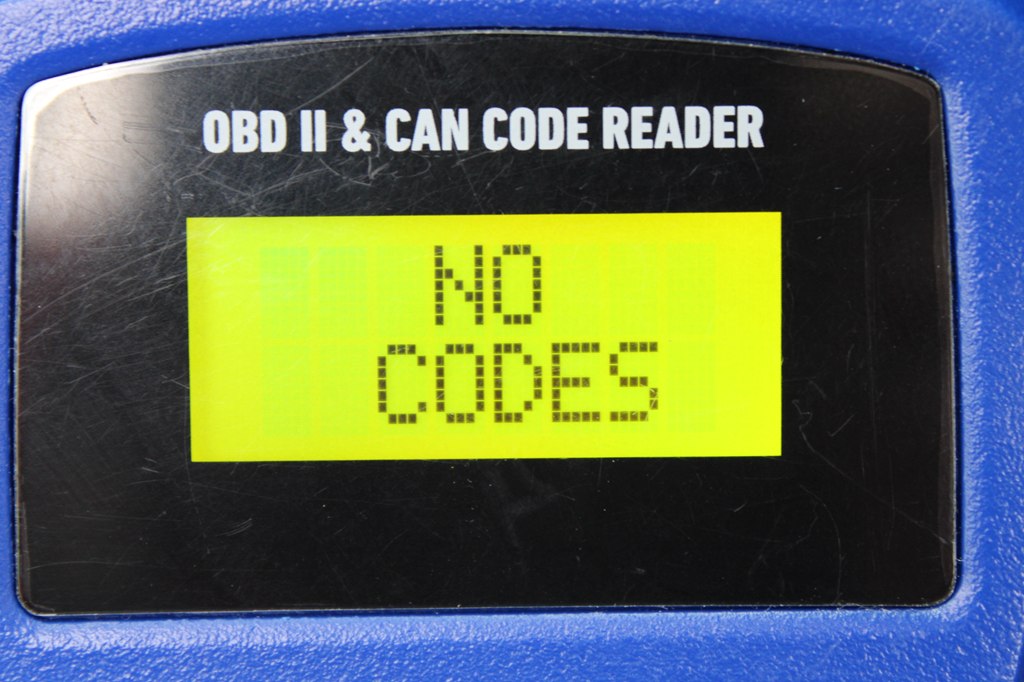 OBD II & CAN CODE READER
NO
CODES